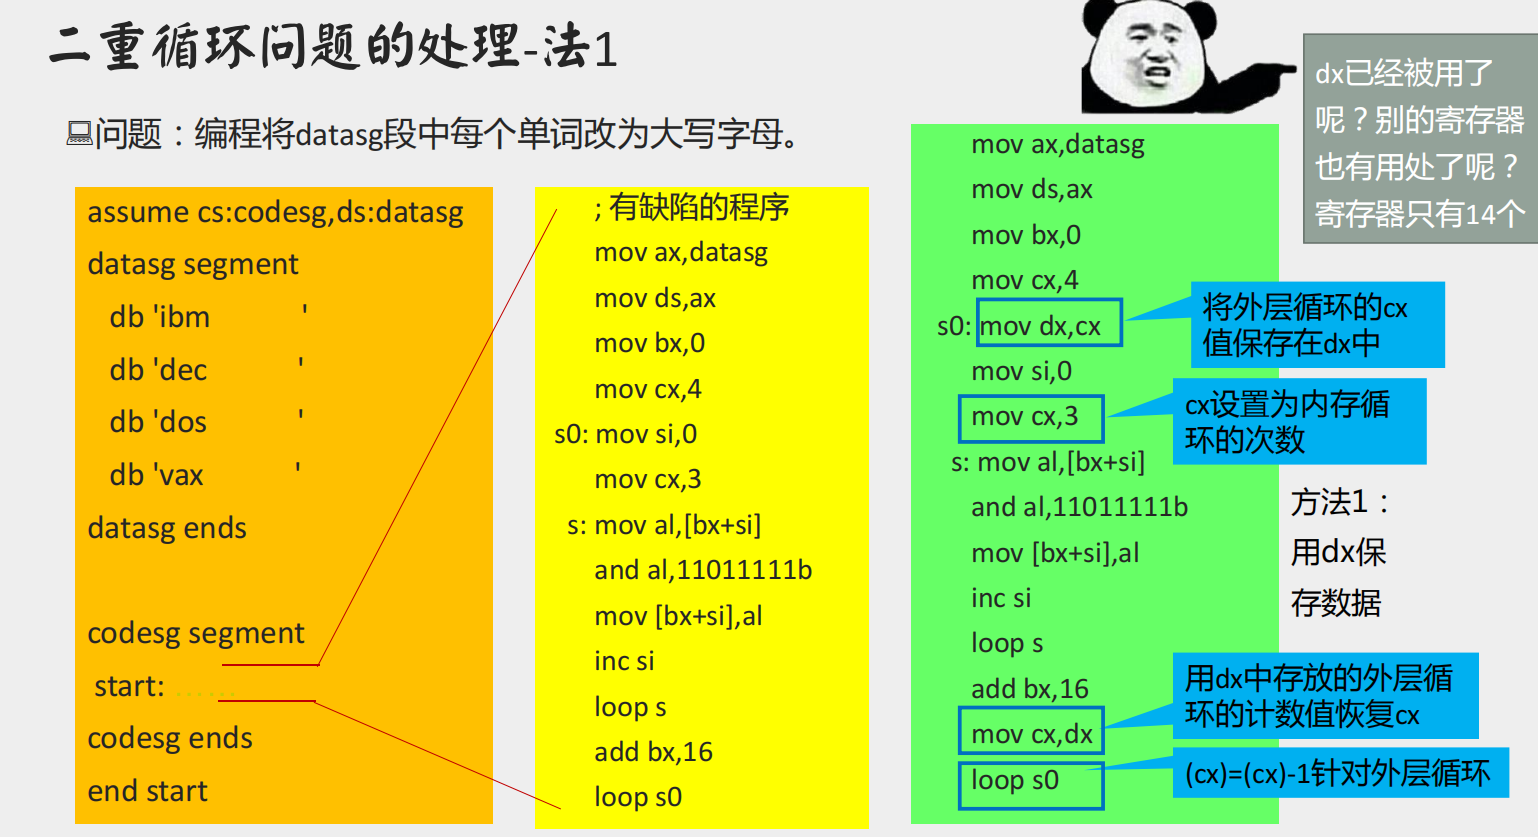 二重循环问题的处理-法1
问题：编程将datasg段中每个单词改为大写字母。
assume cs:codesg,ds:datasg
datasg segment
db 'ibm            '
db 'dec            '
db 'dos            '
db 'vax            '
datasg ends
codesg segment
start: ……
codesg ends
end start
; 有缺陷的程序
mov ax,datasg
mov ds,ax
mov bx,0
mov cx,4
s0: mov si,0
mov cx,3
s: mov al,[bx+si]
and al,11011111b
mov [bx+si],al
inc si
loop s
add bx,16
loop s0
mov ax,datasg
mov ds,ax
mov bx,0
mov cx,4
s0: mov dx,cx
mov si,0
mov cx,3
s: mov al,[bx+si]
and al,11011111b
mov [bx+si],al
inc si
loop s
add bx,16
mov cx,dx
loop s0
dx已经被用了
呢？别的寄存器
也有用处了呢？
寄存器只有14个
将外层循环的cx
值保存在dx中
cx设置为内存循
环的次数
方法1：
用dx保
存数据
用dx中存放的外层循
环的计数值恢复cx
(cx)=(cx)-1针对外层循环